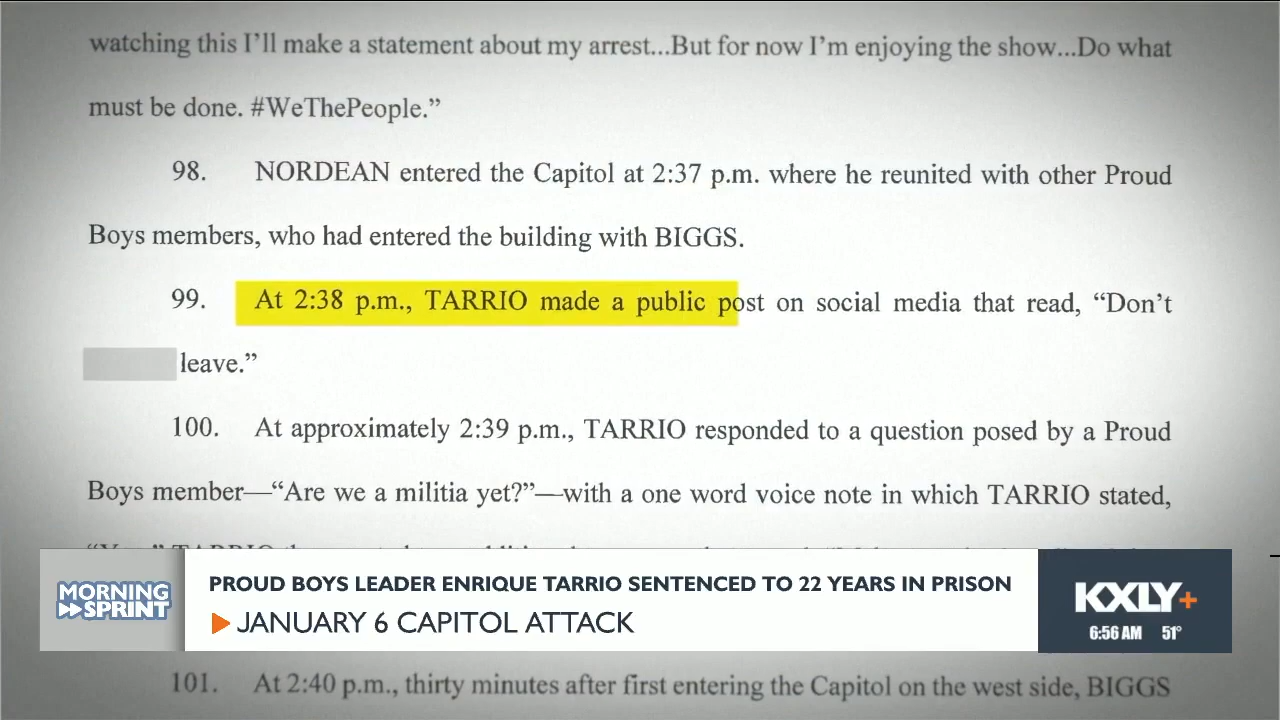 watching this I’ll make a statement about my arrest...But for now I’m enjoying the show...Do what
must be done. #WeThePeople.”
98. NORDEAN entered the Capitol at 2:37 p.m. where he reunited with other Proud
Boys members, who had entered the building with BIGGS.
99. At 2:38 p.m., TARRIO made a public post on social media that read, “Don’t
leave.”
100. At approximately 2:39 p.m., TARRIO responded to a question posed by a Proud
Boys member—“Are we a militia yet?”—with a one word voice note in which TARRIO stated,
MORNING
SPRINT
PROUD BOYS LEADER ENRIQUE TARRIO SENTENCED TO 22 YEARS IN PRISON
JANUARY 6 CAPITOL ATTACK
KXLY+
6:56 AM 51°
101. At 2:40 p.m., thirty minutes after first entering the Capitol on the west side, BIGGS